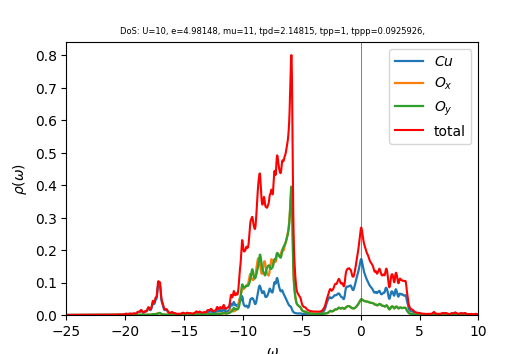 DoS: U=10, e=4.98148, mu=11, tpd=2.14815, tpp=1, tppp=0.0925926,
ρ(ω)
0.8
0.7
0.6
0.5
0.4
0.3
0.2
0.1
0.0
Cu
O_x
O_y
total
−25 −20 −15 −10 −5 0 5 10
ω